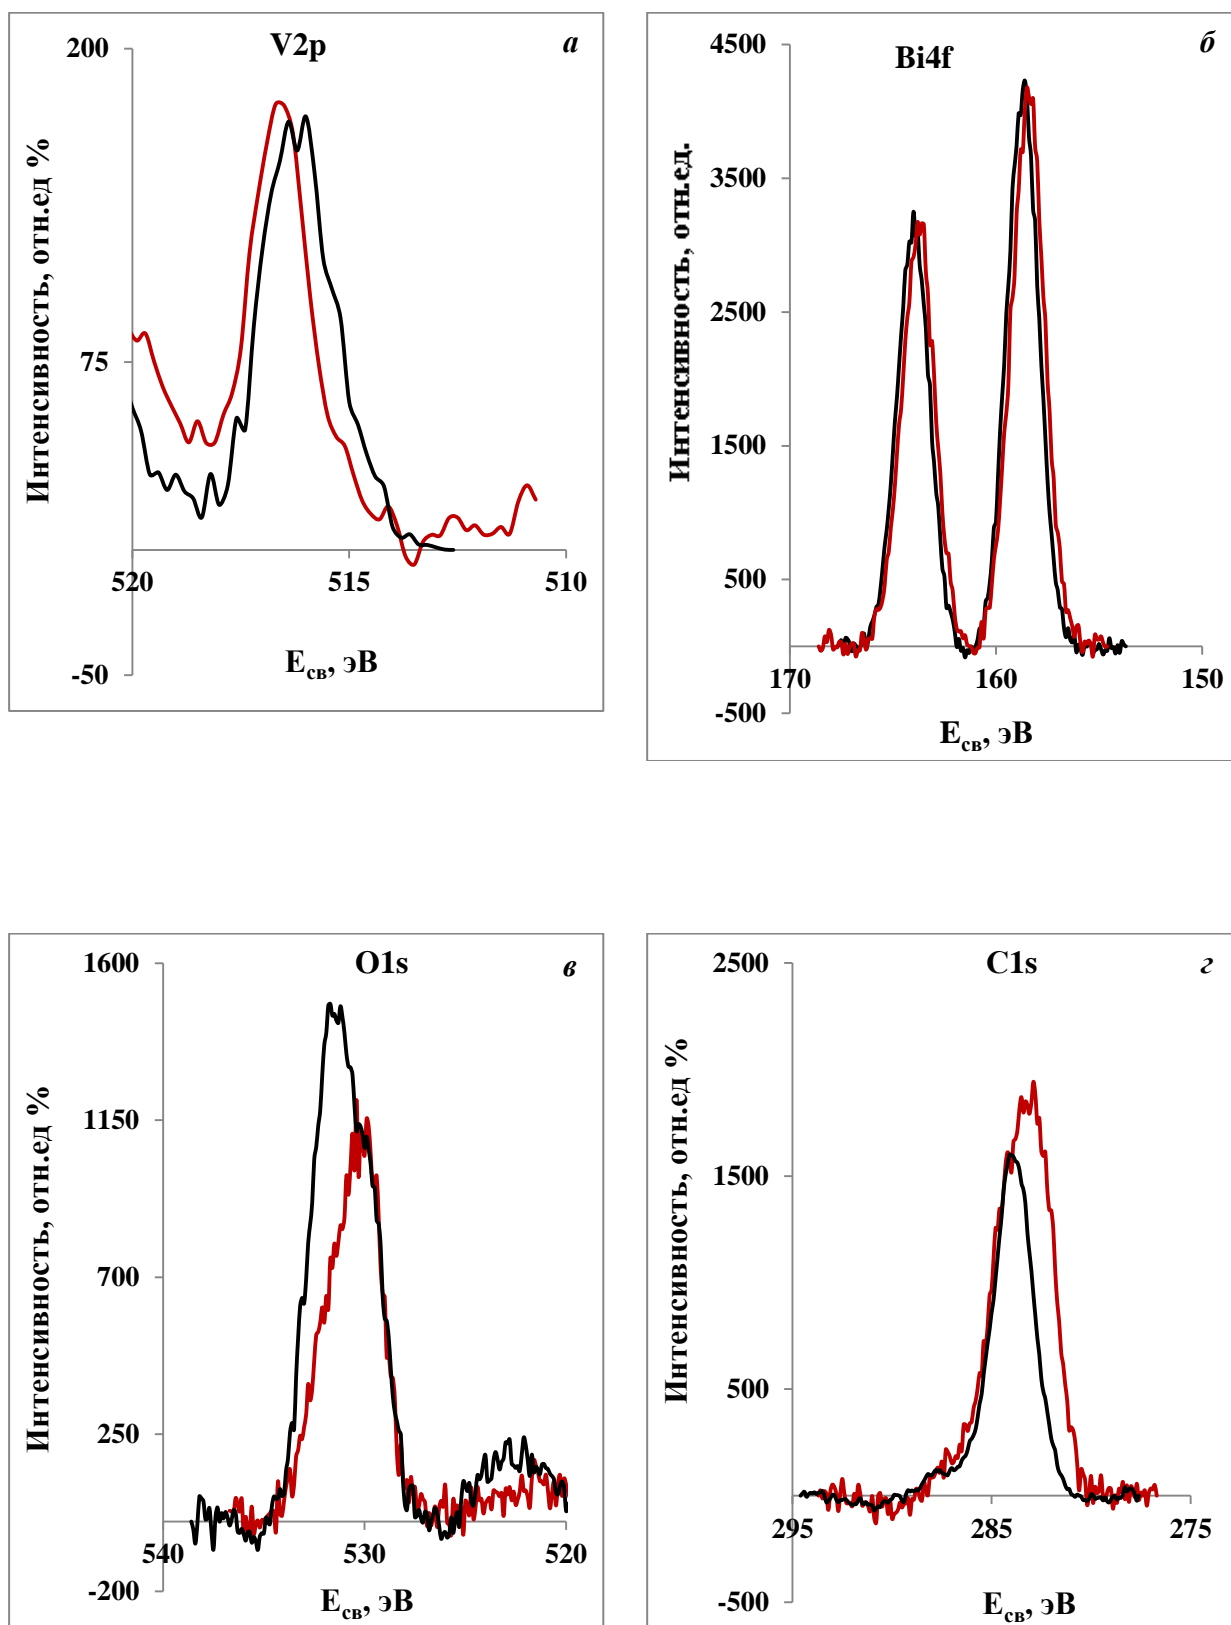 V2p
а
200
75
-50
520
515
510
Интенсивность, отн.ед %
Eсв, эВ
Bi4f
б
4500
3500
2500
1500
500
-500
170
160
150
Интенсивность, отн.ед.
Eсв, эВ
O1s
в
1600
1150
700
250
-200
540
530
520
Интенсивность, отн.ед %
Eсв, эВ
C1s
г
2500
1500
500
-500
295
285
275
Интенсивность, отн.ед %
Eсв, эВ